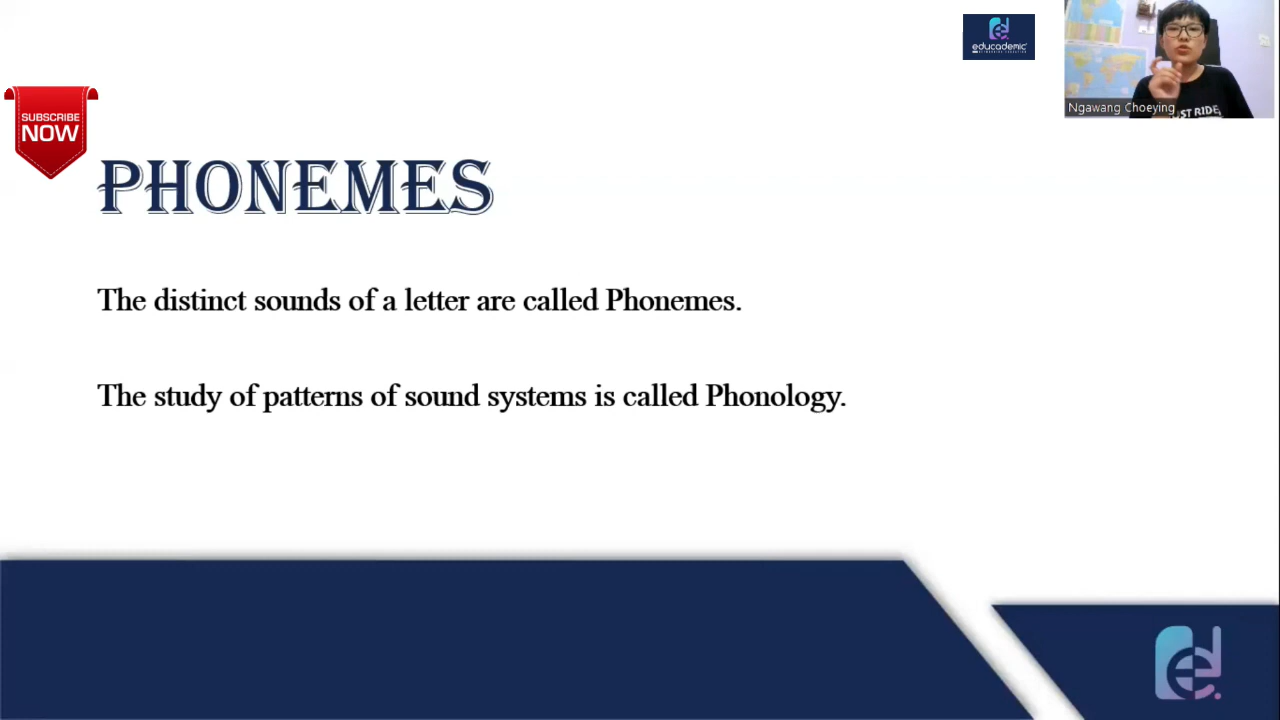 educademic
SUBSCRIBE
NOW
Ngawang Choeying
PHONEMES
The distinct sounds of a letter are called Phonemes.
The study of patterns of sound systems is called Phonology.